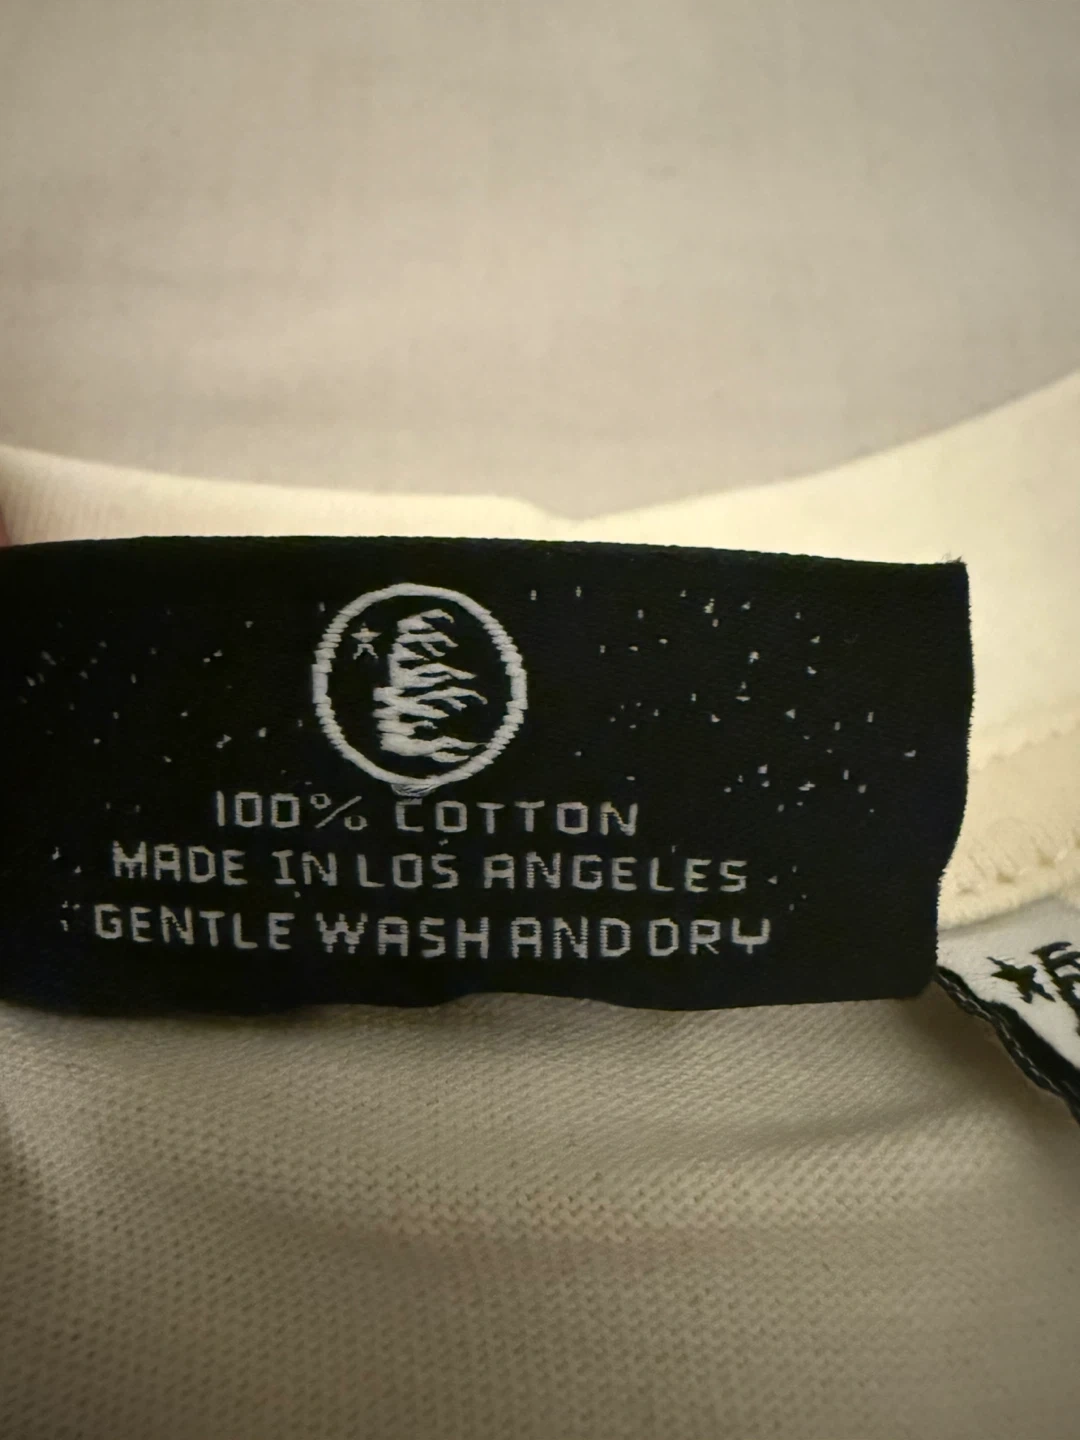 100% COTTON
MADE IN LOS ANGELES
GENTLE WASH AND DRY